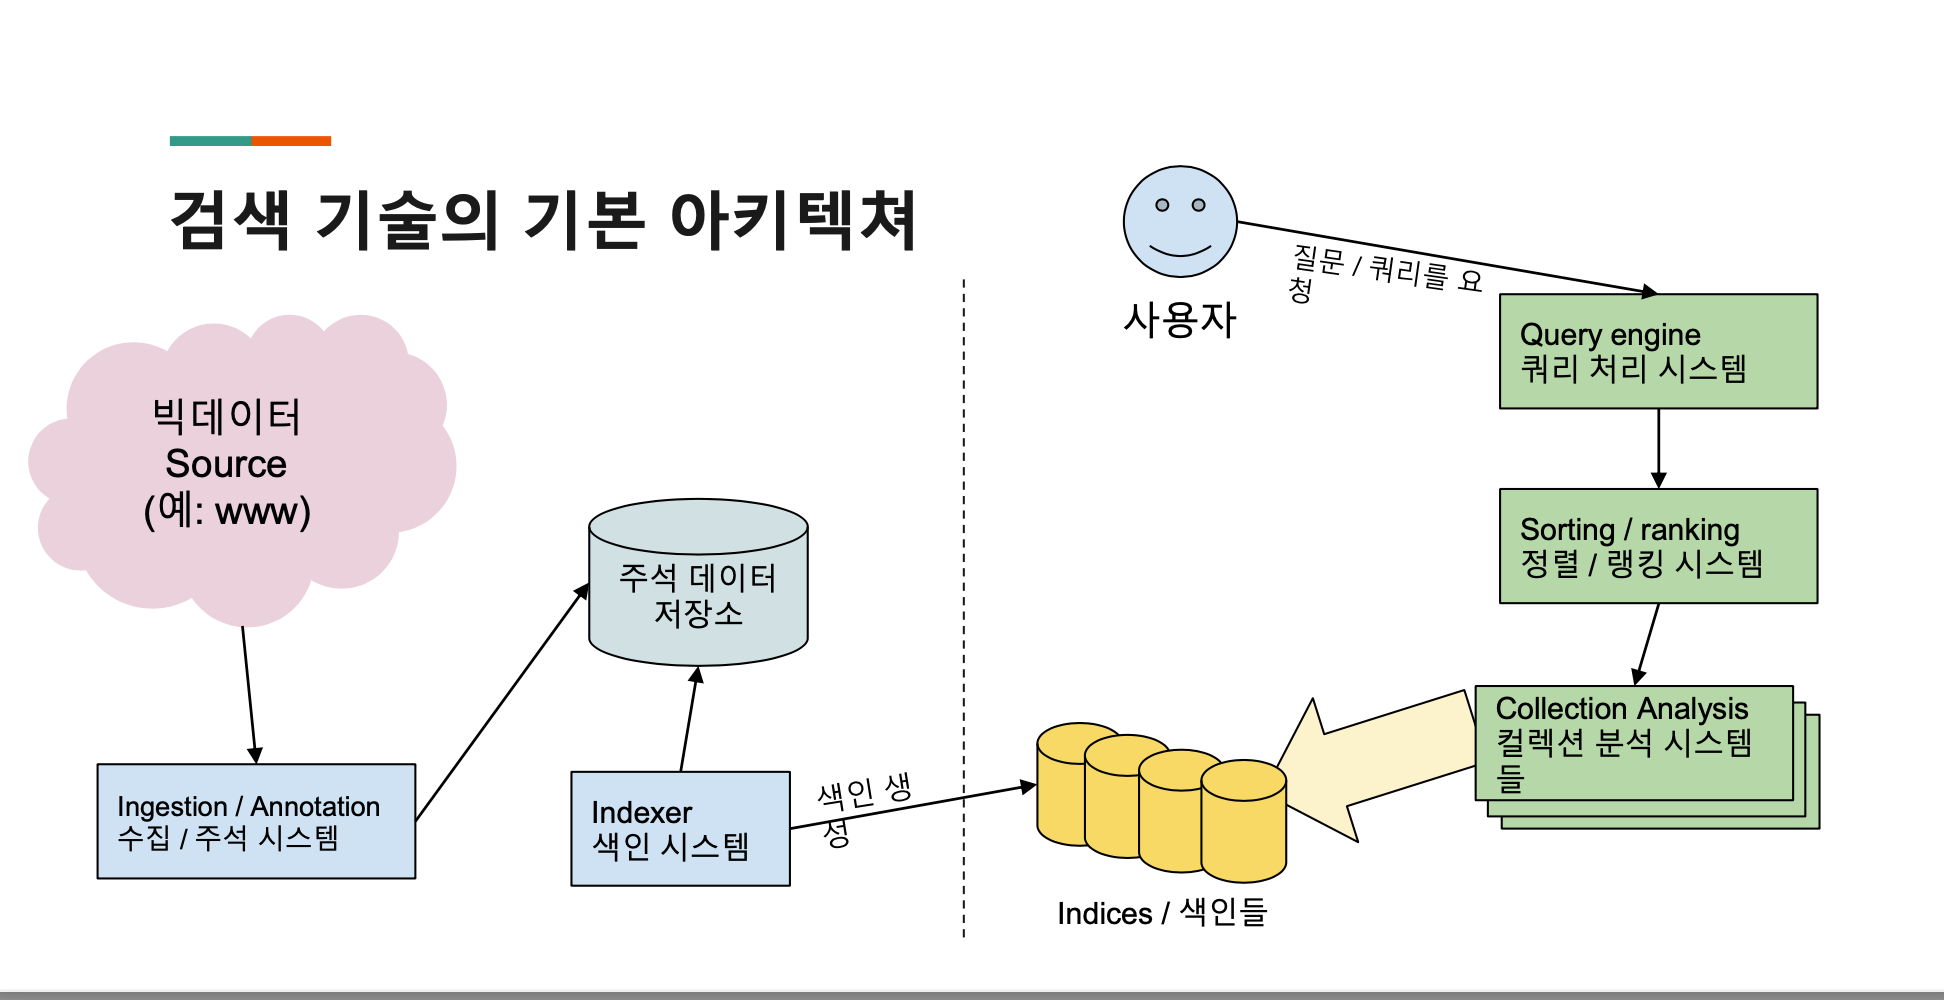 검색 기술의 기본 아키텍쳐
빅데이터
Source
(예: www)
Ingestion / Annotation
수집 / 주석 시스템
주석 데이터
저장소
Indexer
색인 시스템
색인 생
성
사용자
질문 / 쿼리를 요
청
Query engine
쿼리 처리 시스템
Sorting / ranking
정렬 / 랭킹 시스템
Collection Analysis
컬렉션 분석 시스템
들
Indices / 색인들